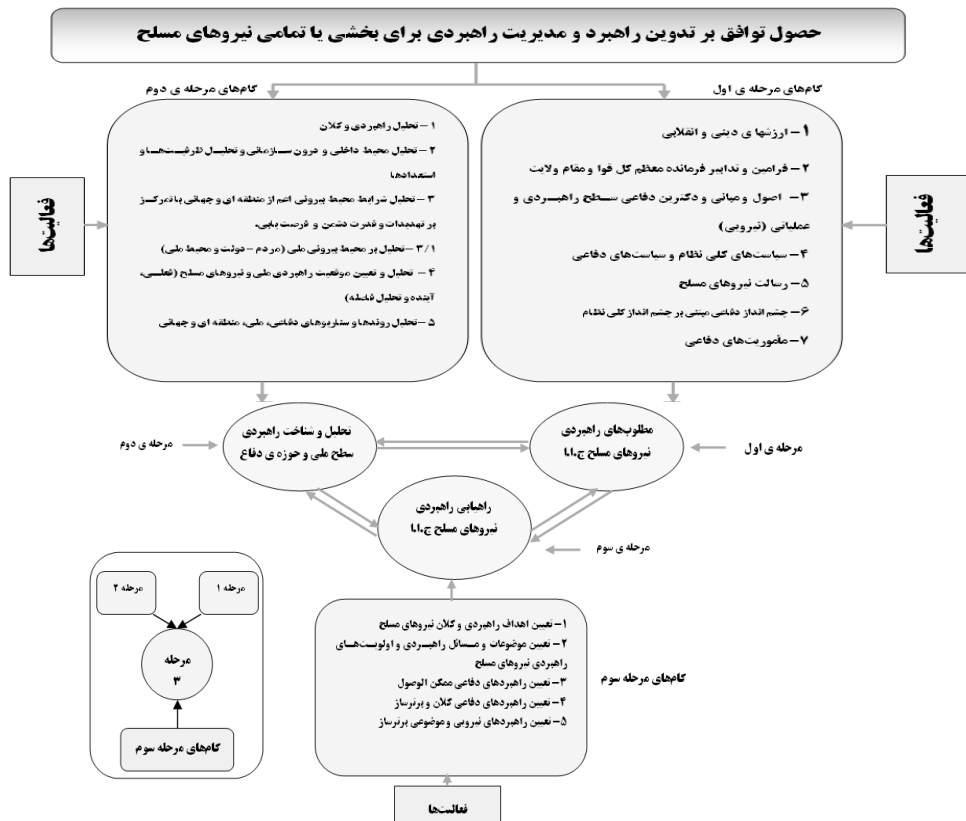 حصول توافق بر تدوین راهبرد و مدیریت راهبردی برای بخشی یا تمامی نیروهای مسلح
گام‌های مرحله ی اول
۱– ارزشها ی دینی و انقلابی
۲– فرامین و تدابیر فرمانده معظم کل قوا و مقام ولایت
۳– اصول و مبانی و دکترین دفاعی سطح راهبردی و
عملیاتی (نیرویی)
۴– سیاست‌های کلی نظام و سیاست‌های دفاعی
۵– رسالت نیروهای مسلح
۶– چشم انداز دفاعی مبتنی بر چشم انداز کلی نظام
۷– مأموریت‌های دفاعی
فعالیت‌ها
گام‌های مرحله ی دوم
۱– تحلیل راهبردی و کلان
۲– تحلیل محیط داخلی و درون سازمانی و تحلیل ظرفیت‌ها و
استعدادها
۳– تحلیل شرایط محیط بیرونی اعم از منطقه ای و جهانی با تمرکز
بر تهدیدات و قدرت دشمن و فرصت یابی.
۳/۱– تحلیل بر محیط بیرونی ملی (مردم – دولت و محیط ملی)
۴– تحلیل و تعیین موقعیت راهبردی ملی و نیروهای مسلح (فعلی،
آینده و تحلیل فاصله)
۵– تحلیل روندها و سناریوهای دفاعی، ملی، منطقه ای و جهانی
فعالیت‌ها
مرحله ی اول
مطلوب‌های راهبردی
نیروهای مسلح ج.ا.ا
تحلیل و شناخت راهبردی
سطح ملی و حوزه ی دفاع
مرحله ی دوم
راهیابی راهبردی
نیروهای مسلح ج.ا.ا
مرحله ی سوم
گام‌های مرحله سوم
۱– تعیین اهداف راهبردی و کلان نیروهای مسلح
۲– تعیین موضوعات و مسائل راهبردی و اولویت‌های
راهبردی نیروهای مسلح
۳– تعیین راهبردهای دفاعی ممکن الوصول
۴– تعیین راهبردهای دفاعی کلان و برترساز
۵– تعیین راهبردهای نیرویی و موضوعی برترساز
فعالیت‌ها
مرحله ۱
مرحله ۲
مرحله
۳
گام‌های مرحله سوم